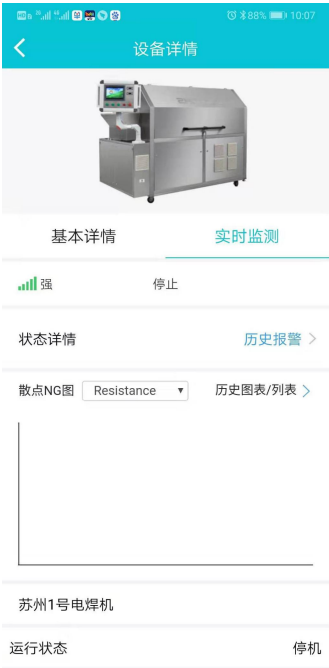 88% 10:07
设备详情
基本详情 实时监测
强 停止
状态详情 历史报警
散点NG图 Resistance 历史图表/列表
苏州1号电焊机
运行状态 停机